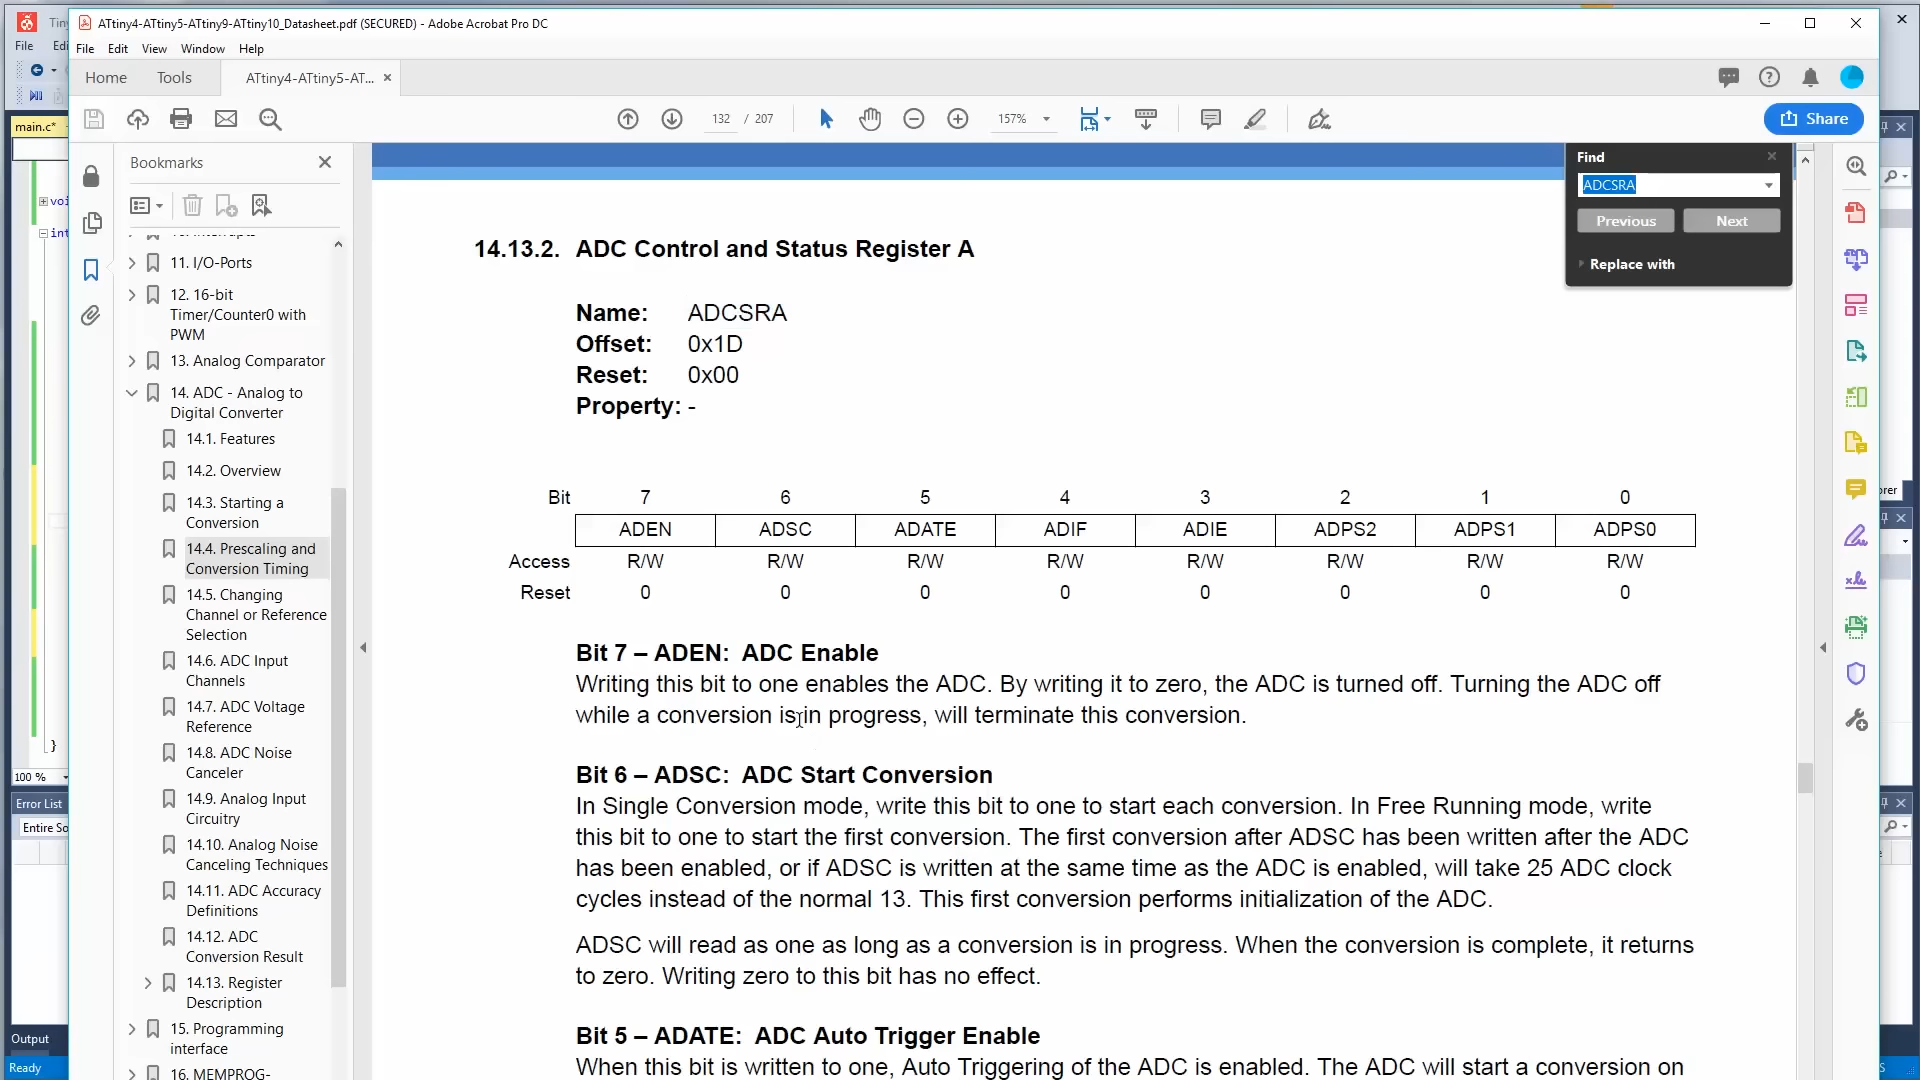 Tiny
ATtiny4-ATtiny5-ATtiny9-ATtiny10_Datasheet.pdf (SECURED) - Adobe Acrobat Pro DC
File
File Edit View Window Help
Home Tools ATtiny4-ATtiny5-AT...
132 / 207
157%
Share
main.c*
Bookmarks
Find
ADCSRA
Previous Next
Replace with
11. I/O-Ports
12. 16-bit
Timer/Counter0 with
PWM
13. Analog Comparator
14. ADC - Analog to
Digital Converter
14.1. Features
14.2. Overview
14.3. Starting a
Conversion
14.4. Prescaling and
Conversion Timing
14.5. Changing
Channel or Reference
Selection
14.6. ADC Input
Channels
14.7. ADC Voltage
Reference
14.8. ADC Noise
Canceler
14.9. Analog Input
Circuitry
14.10. Analog Noise
Canceling Techniques
14.11. ADC Accuracy
Definitions
14.12. ADC
Conversion Result
14.13. Register
Description
15. Programming
interface
16. MEMPROG-
int
}
100 %
Error List
Entire So
Output
Ready
14.13.2. ADC Control and Status Register A
Name: ADCSRA
Offset: 0x1D
Reset: 0x00
Property: -
Bit 7 6 5 4 3 2 1 0
ADEN ADSC ADATE ADIF ADIE ADPS2 ADPS1 ADPS0
Access R/W R/W R/W R/W R/W R/W R/W R/W
Reset 0 0 0 0 0 0 0 0
Bit 7 – ADEN: ADC Enable
Writing this bit to one enables the ADC. By writing it to zero, the ADC is turned off. Turning the ADC off
while a conversion is in progress, will terminate this conversion.
Bit 6 – ADSC: ADC Start Conversion
In Single Conversion mode, write this bit to one to start each conversion. In Free Running mode, write
this bit to one to start the first conversion. The first conversion after ADSC has been written after the ADC
has been enabled, or if ADSC is written at the same time as the ADC is enabled, will take 25 ADC clock
cycles instead of the normal 13. This first conversion performs initialization of the ADC.
ADSC will read as one as long as a conversion is in progress. When the conversion is complete, it returns
to zero. Writing zero to this bit has no effect.
Bit 5 – ADATE: ADC Auto Trigger Enable
When this bit is written to one, Auto Triggering of the ADC is enabled. The ADC will start a conversion on